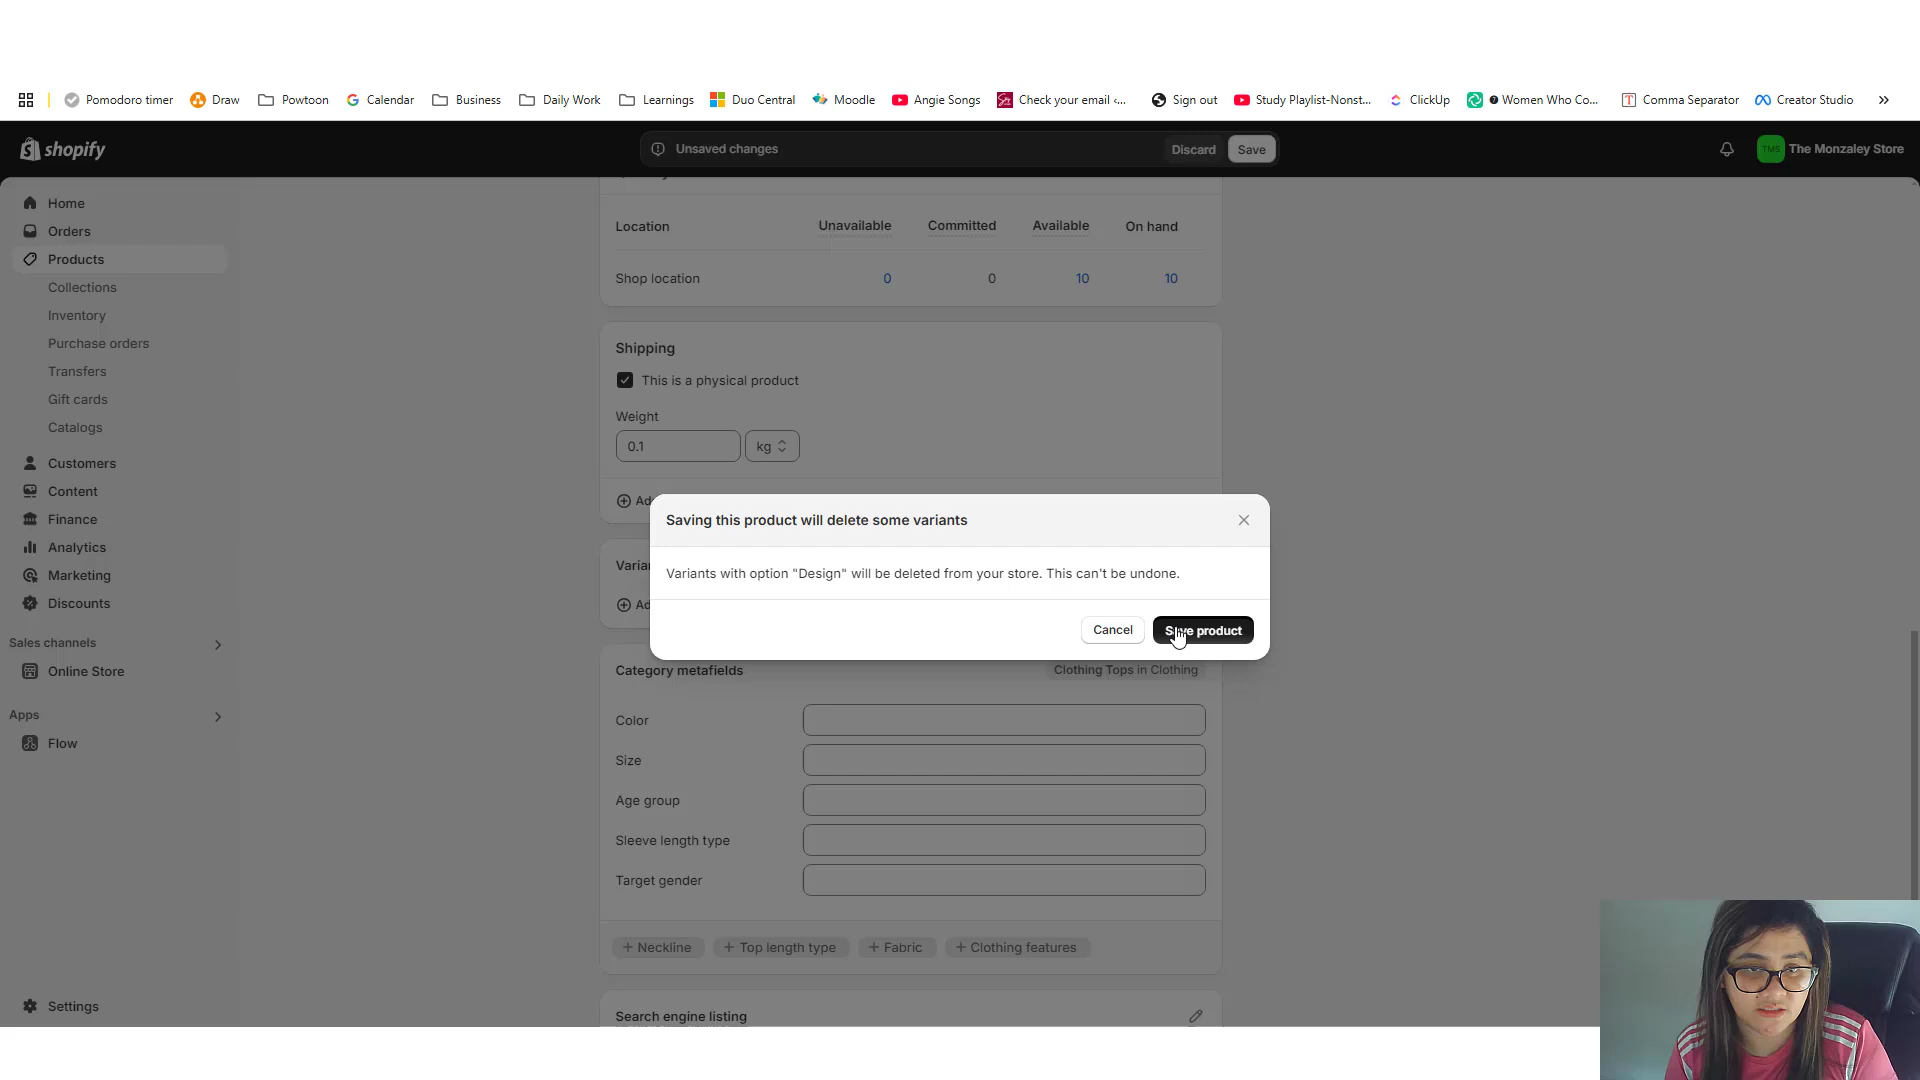 Pomodoro timer Draw Powtoon Calendar Business Daily Work Learnings Duo Central Moodle Angie Songs Check your email ‹... Sign out Study Playlist-Nonst... ClickUp Women Who Co... Comma Separator Creator Studio »
shopify Unsaved changes Discard Save TMS The Monzaley Store
Home
Orders
Products
Collections
Inventory
Purchase orders
Transfers
Gift cards
Catalogs
Customers
Content
Finance
Analytics
Marketing
Discounts
Sales channels
Online Store
Apps
Flow
Settings
Location Unavailable Committed Available On hand
Shop location 0 0 10 10
Shipping
This is a physical product
Weight
0.1 kg
Saving this product will delete some variants
Variants with option "Design" will be deleted from your store. This can't be undone.
Cancel Save product
Category metafields Clothing Tops in Clothing
Color
Size
Age group
Sleeve length type
Target gender
+ Neckline + Top length type + Fabric + Clothing features
Search engine listing